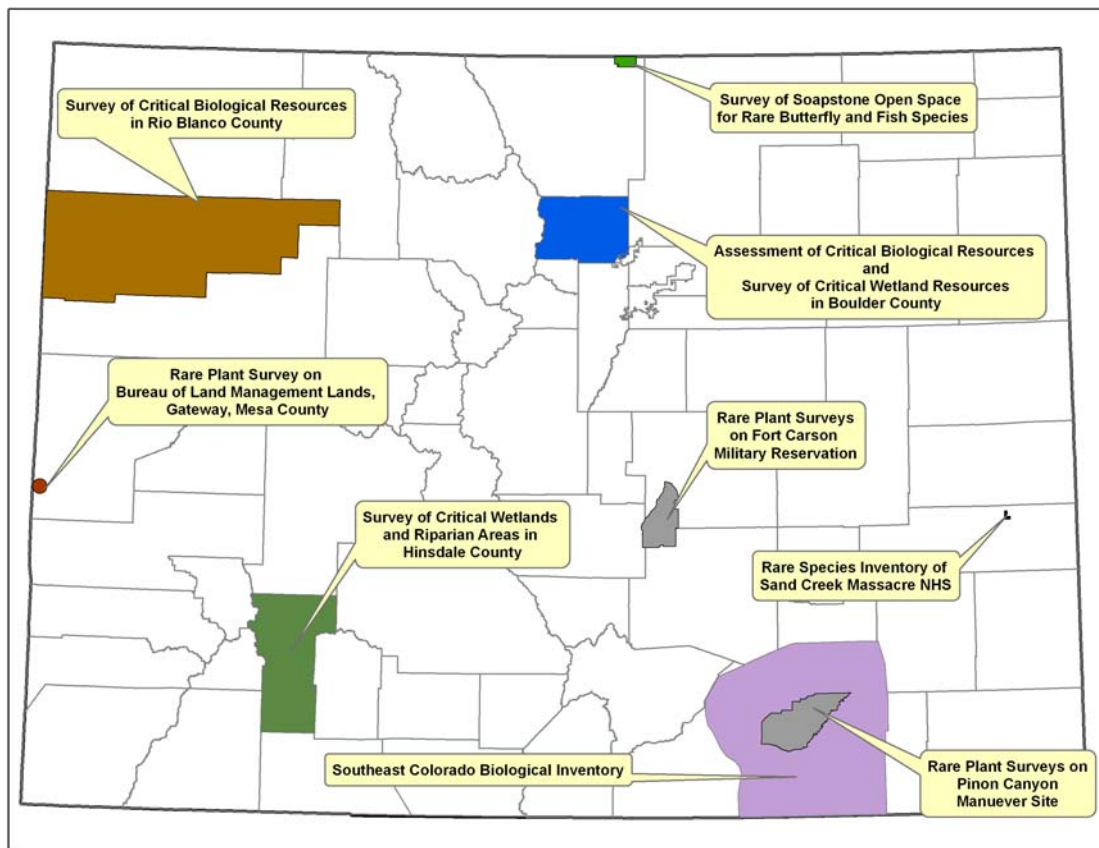 Survey of Critical Biological Resources
in Rio Blanco County
Survey of Soapstone Open Space
for Rare Butterfly and Fish Species
Assessment of Critical Biological Resources
and
Survey of Critical Wetland Resources
in Boulder County
Rare Plant Survey on
Bureau of Land Management Lands,
Gateway, Mesa County
Rare Plant Surveys
on Fort Carson
Military Reservation
Survey of Critical Wetlands
and Riparian Areas in
Hinsdale County
Rare Species Inventory of
Sand Creek Massacre NHS
Southeast Colorado Biological Inventory
Rare Plant Surveys on
Pinon Canyon
Manuever Site